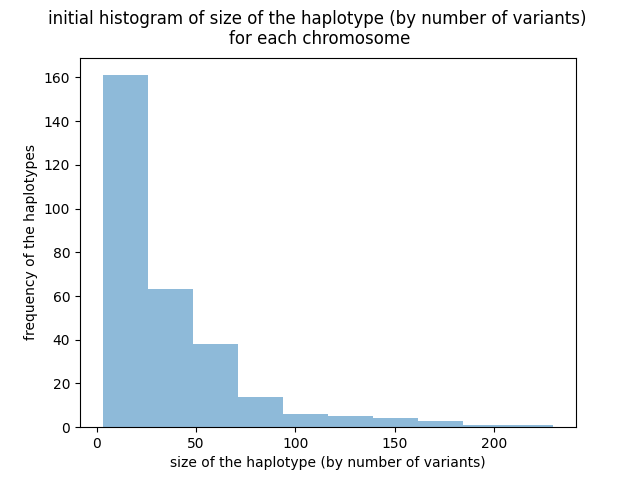 initial histogram of size of the haplotype (by number of variants)
for each chromosome
160
140
120
100
80
60
40
20
0
frequency of the haplotypes
0 50 100 150 200
size of the haplotype (by number of variants)